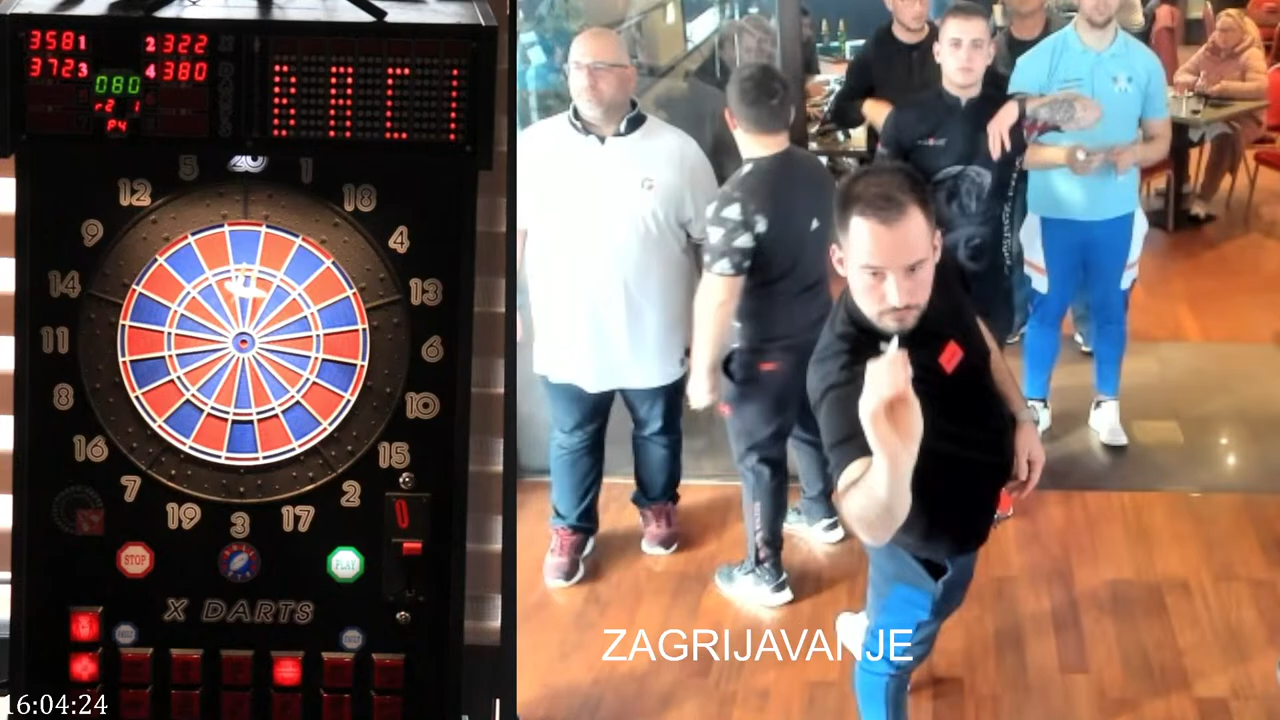 3581 2322
3723 4380
080
r2 1
P4
BACI
5 20 1
12 18
9 4
14 13
11 6
8 10
16 15
7 2
19 3 17
0
STOP PLAY
X DARTS
16:04:24
ZAGRIJAVANJE